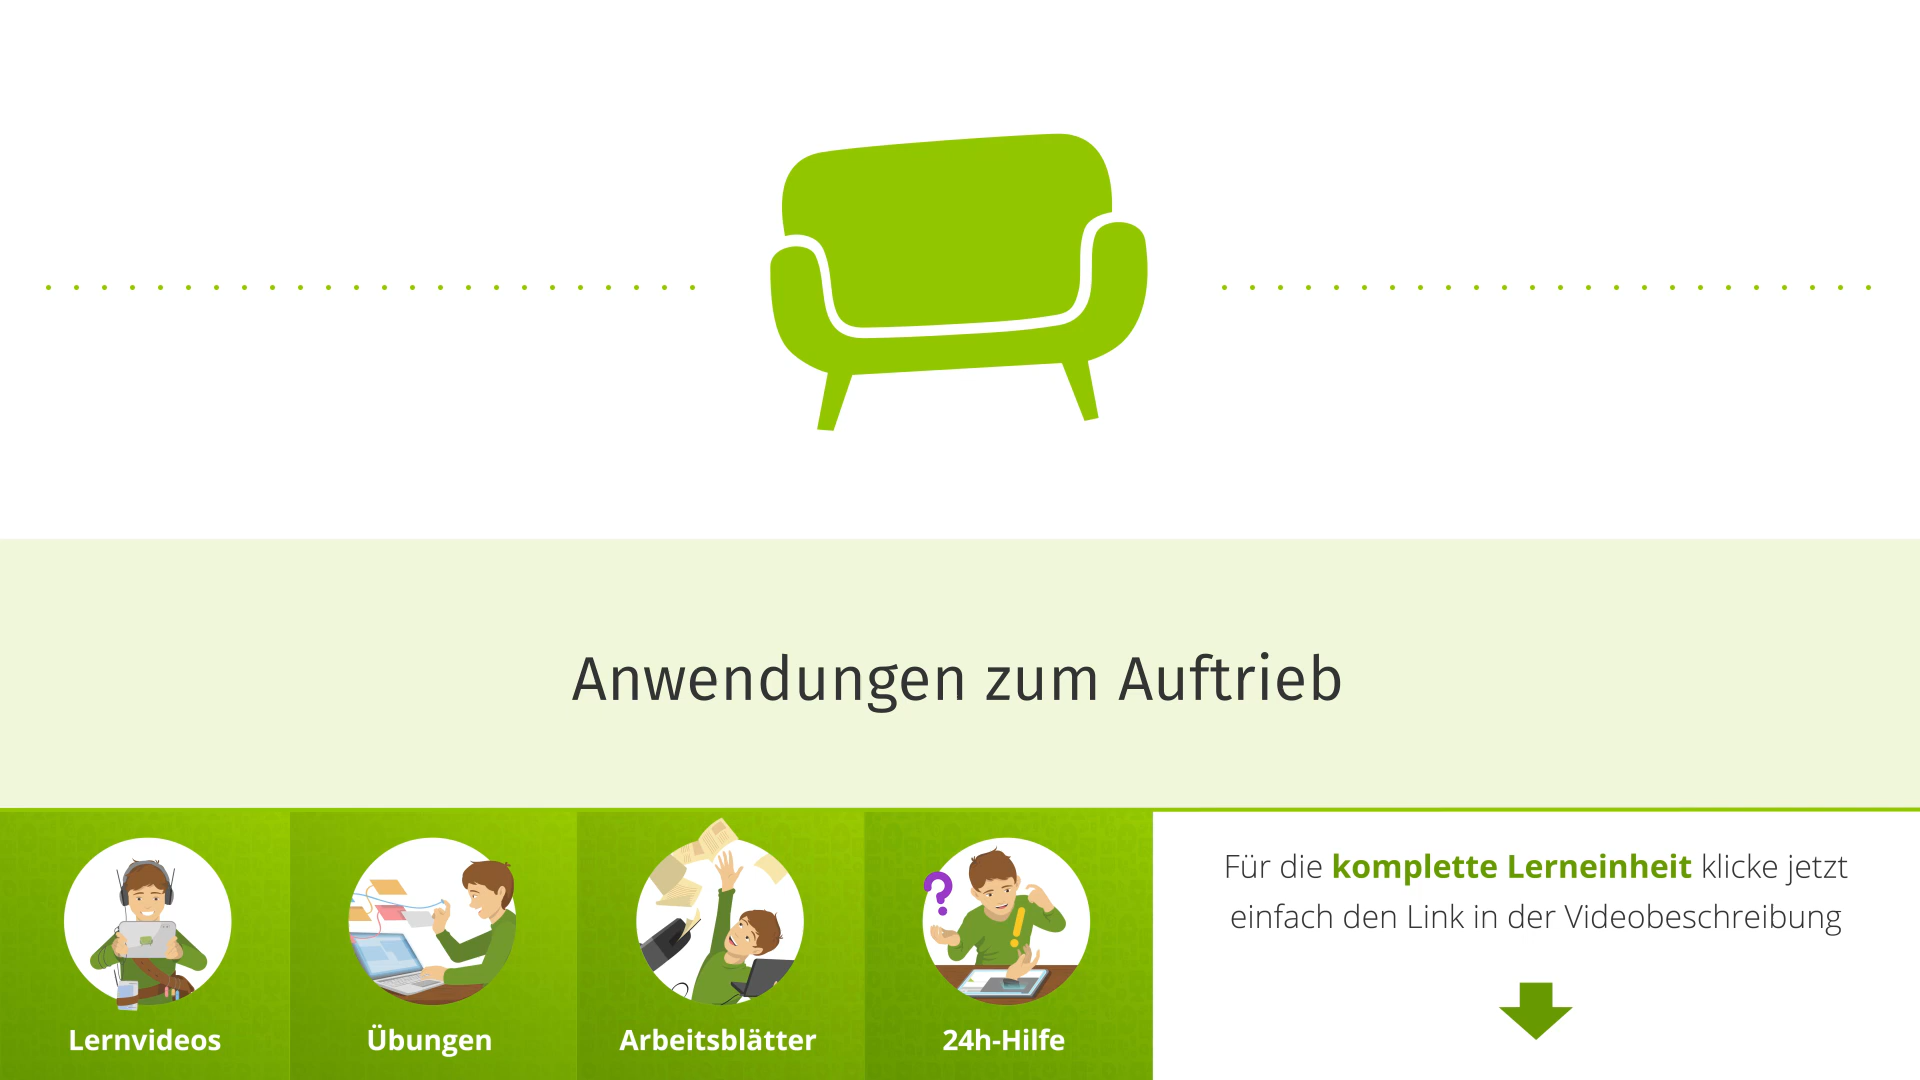 Anwendungen zum Auftrieb
Lernvideos
Übungen
Arbeitsblätter
24h-Hilfe
Für die komplette Lerneinheit klicke jetzt
einfach den Link in der Videobeschreibung